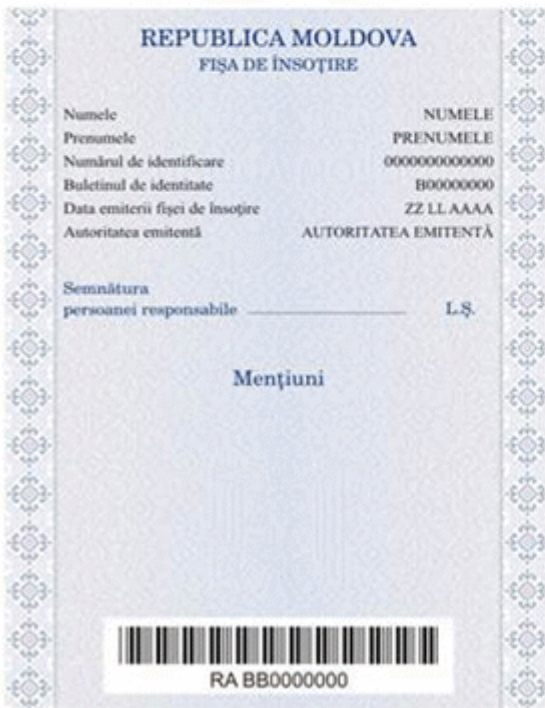 REPUBLICA MOLDOVA
FIȘA DE ÎNSOȚIRE
Numele NUMELE
Prenumele PRENUMELE
Numărul de identificare 0000000000000
Buletinul de identitate B00000000
Data emiterii fișei de însoțire ZZ LL AAAA
Autoritatea emitentă AUTORITATEA EMITENTĂ
Semnătura
persoanei responsabile L.Ș.
Mențiuni
RA BB0000000